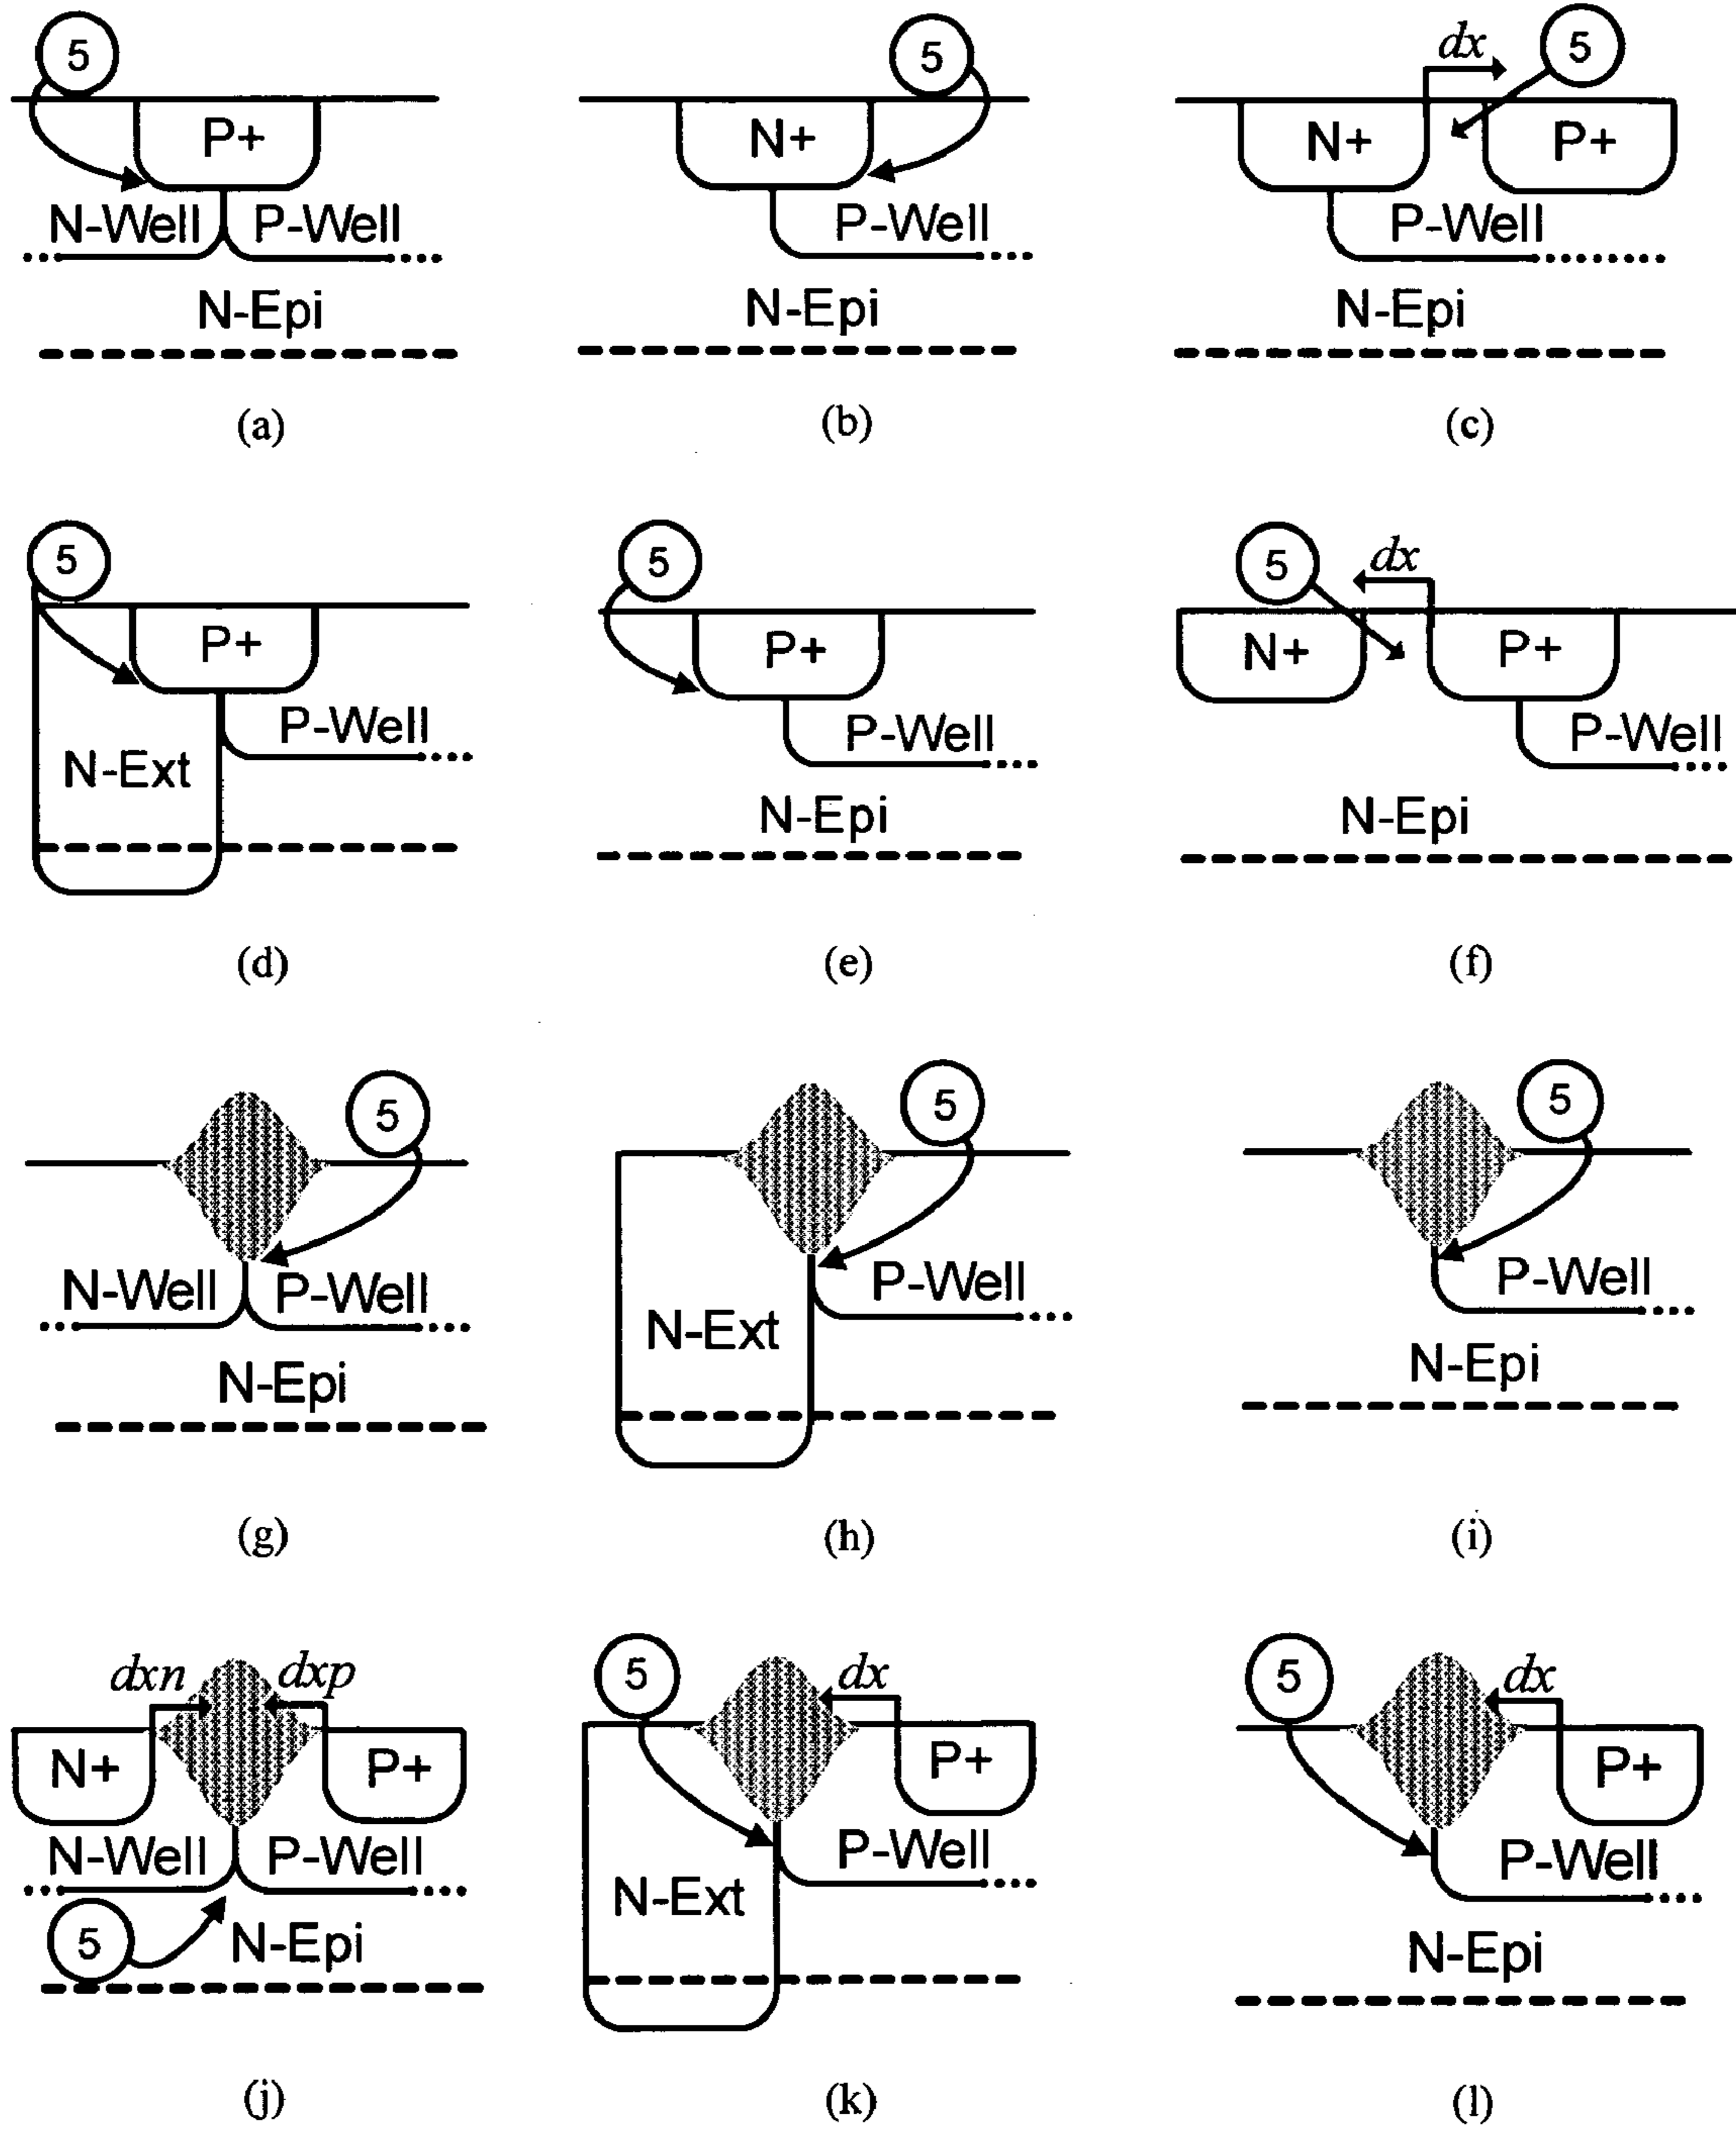 5 5 dx 5
P+ N+ N+ P+
N-Well P-Well P-Well P-Well
N-Epi N-Epi N-Epi
(a) (b) (c)
5 5 5 dx
P+ P+ N+ P+
N-Ext P-Well P-Well P-Well
N-Epi N-Epi
(d) (e) (f)
5 5 5
N-Well P-Well P-Well P-Well
N-Ext
N-Epi N-Epi
(g) (h) (i)
dxn dxp 5 dx 5 dx
N+ P+ P+ P+
N-Well P-Well P-Well P-Well
N-Ext
5 N-Epi N-Epi
(j) (k) (l)